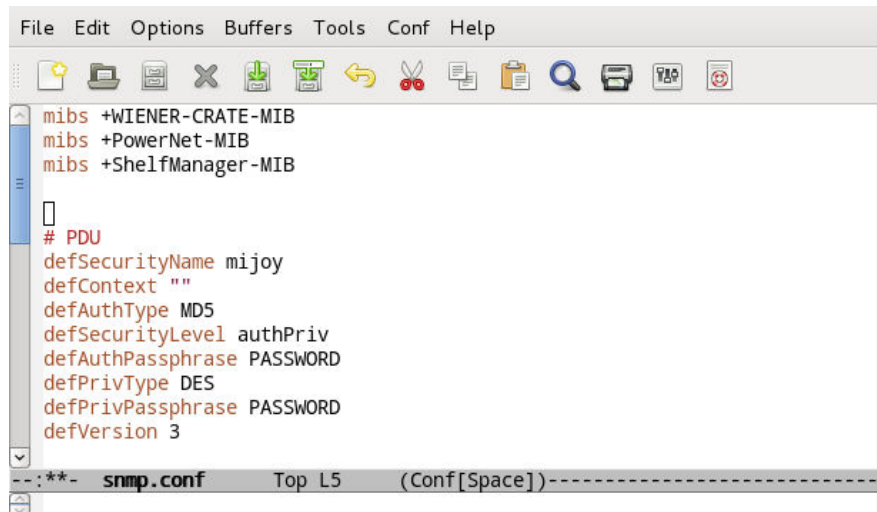 File Edit Options Buffers Tools Conf Help
mibs +WIENER-CRATE-MIB
mibs +PowerNet-MIB
mibs +ShelfManager-MIB
# PDU
defSecurityName mijoy
defContext ""
defAuthType MD5
defSecurityLevel authPriv
defAuthPassphrase PASSWORD
defPrivType DES
defPrivPassphrase PASSWORD
defVersion 3
--:**- snmp.conf Top L5 (Conf[Space])----------------------------